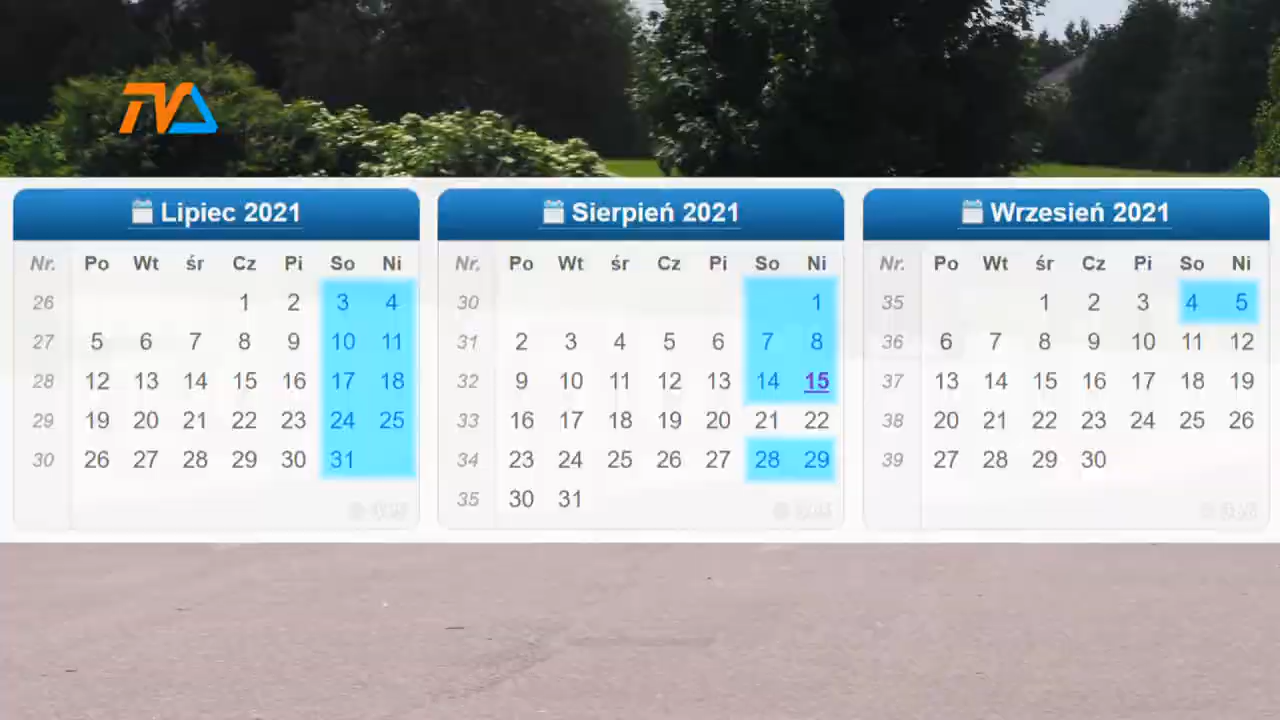 TVA
Lipiec 2021
Nr. Po Wt śr Cz Pi So Ni
26 1 2 3 4
27 5 6 7 8 9 10 11
28 12 13 14 15 16 17 18
29 19 20 21 22 23 24 25
30 26 27 28 29 30 31
Sierpień 2021
Nr. Po Wt śr Cz Pi So Ni
30 1
31 2 3 4 5 6 7 8
32 9 10 11 12 13 14 15
33 16 17 18 19 20 21 22
34 23 24 25 26 27 28 29
35 30 31
Wrzesień 2021
Nr. Po Wt śr Cz Pi So Ni
35 1 2 3 4 5
36 6 7 8 9 10 11 12
37 13 14 15 16 17 18 19
38 20 21 22 23 24 25 26
39 27 28 29 30